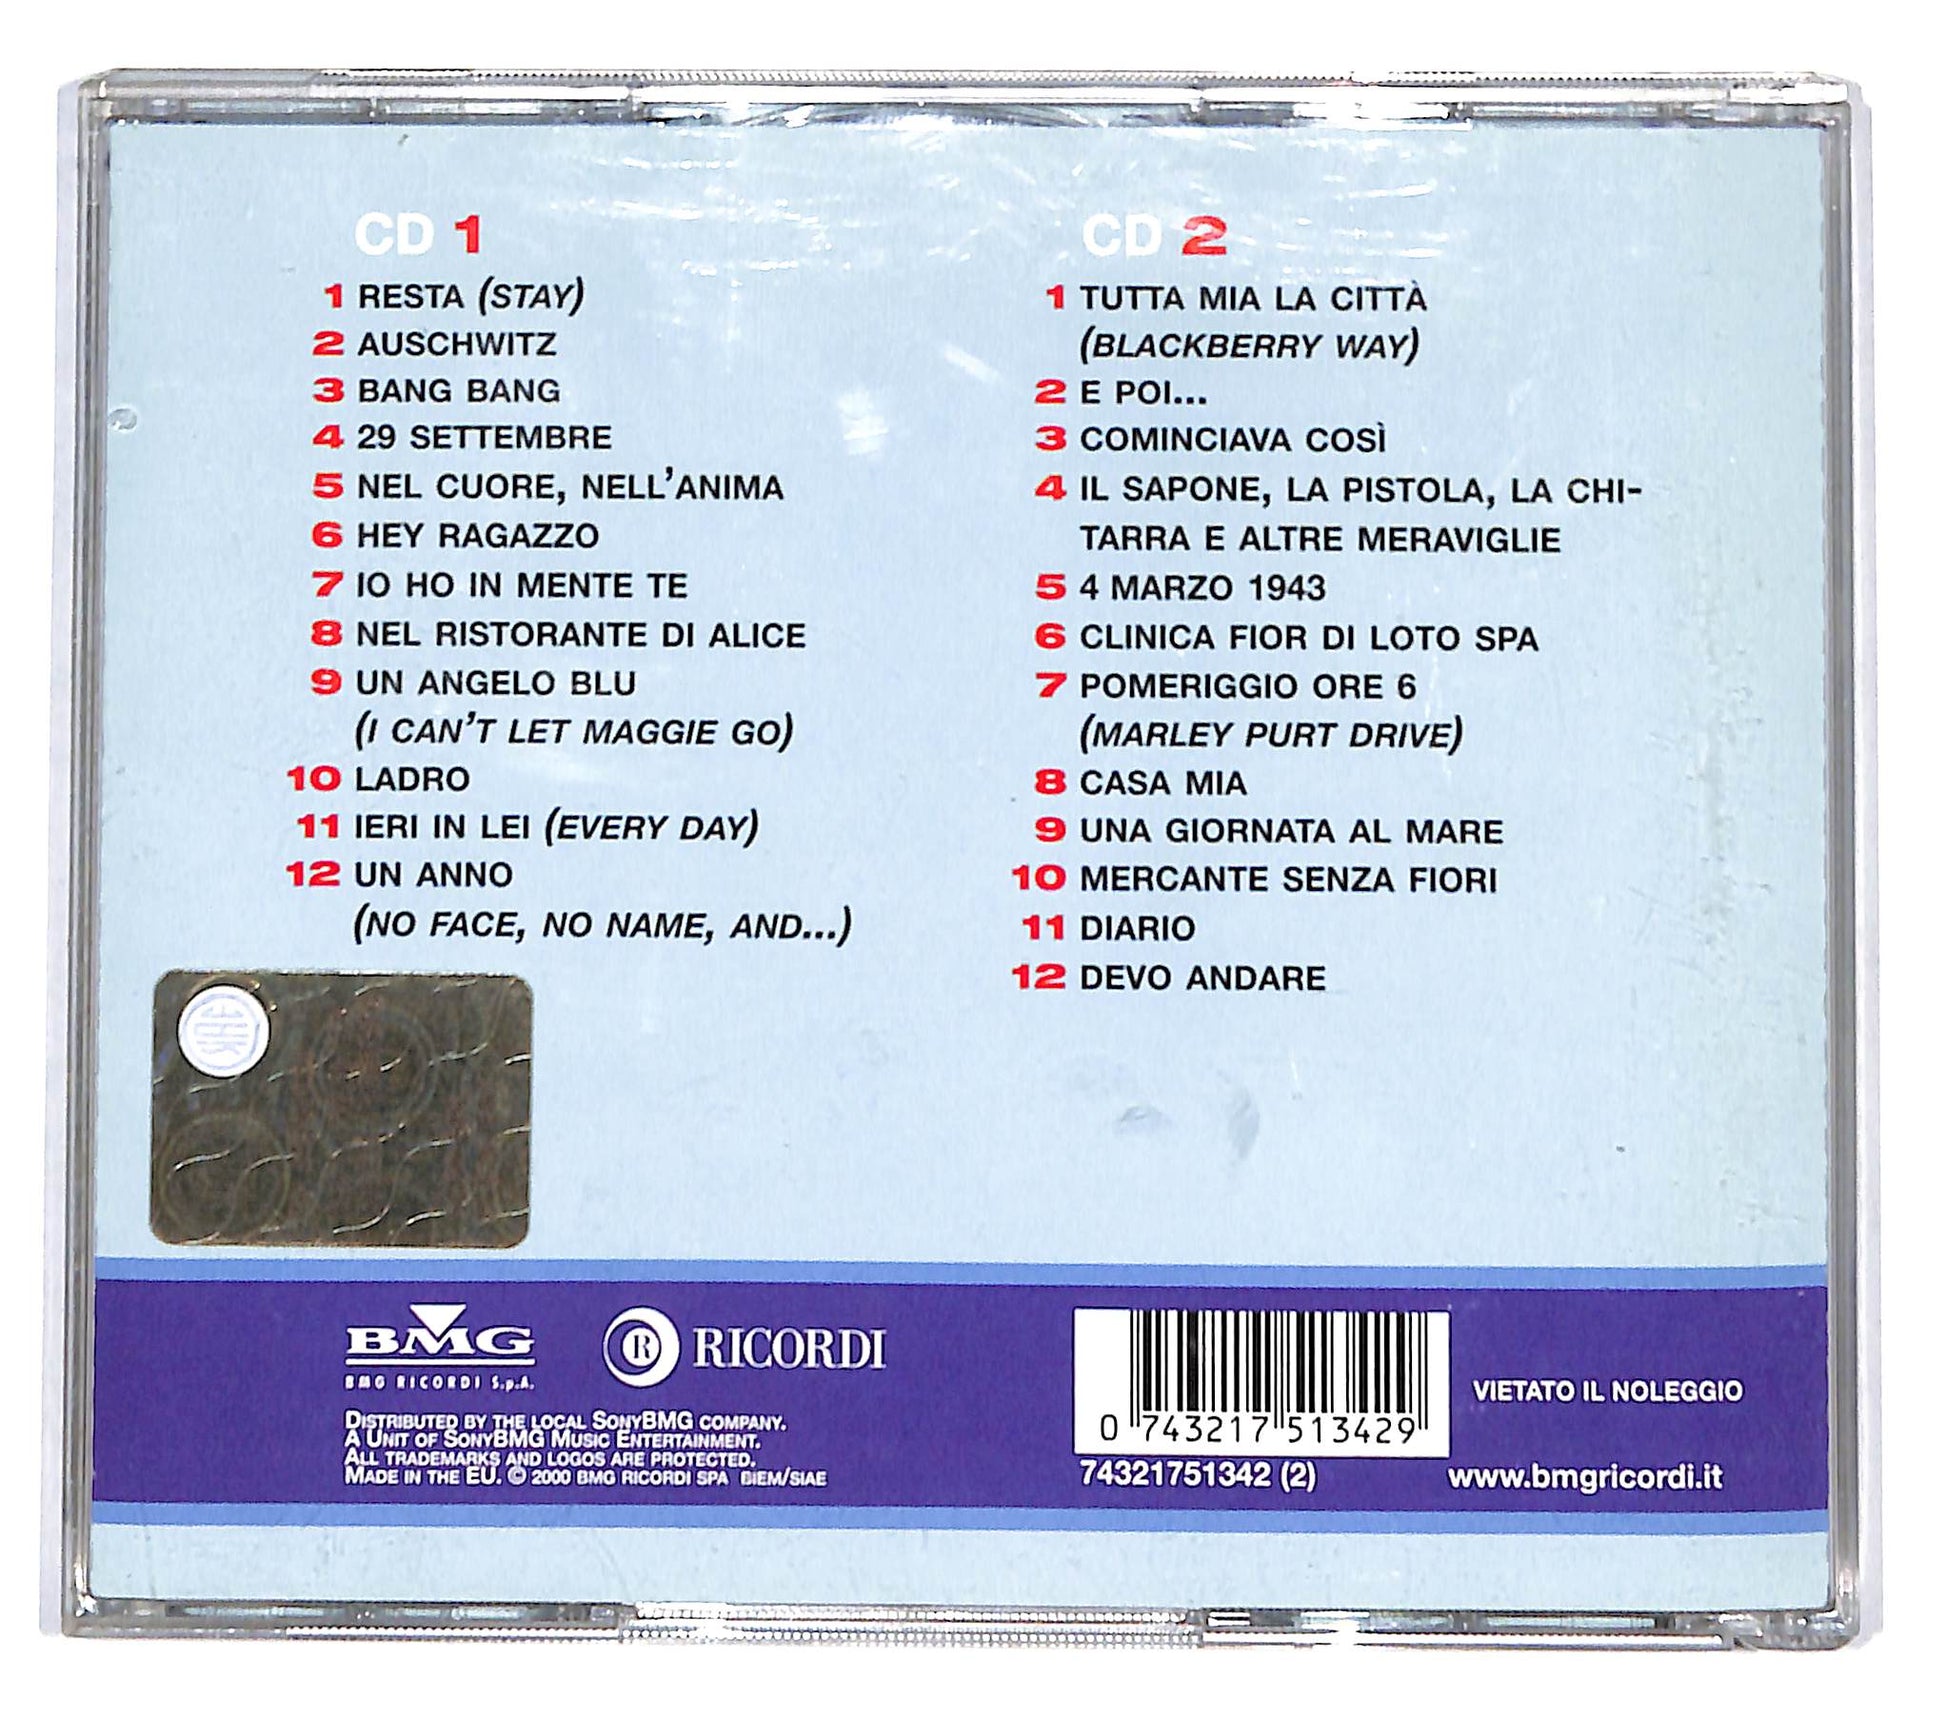 CD 1
1 RESTA (STAY)
2 AUSCHWITZ
3 BANG BANG
4 29 SETTEMBRE
5 NEL CUORE, NELL'ANIMA
6 HEY RAGAZZO
7 IO HO IN MENTE TE
8 NEL RISTORANTE DI ALICE
9 UN ANGELO BLU
(I CAN'T LET MAGGIE GO)
10 LADRO
11 IERI IN LEI (EVERY DAY)
12 UN ANNO
(NO FACE, NO NAME, AND...)
CD 2
1 TUTTA MIA LA CITTÀ
(BLACKBERRY WAY)
2 E POI...
3 COMINCIAVA COSÌ
4 IL SAPONE, LA PISTOLA, LA CHI-
TARRA E ALTRE MERAVIGLIE
5 4 MARZO 1943
6 CLINICA FIOR DI LOTO SPA
7 POMERIGGIO ORE 6
(MARLEY PURT DRIVE)
8 CASA MIA
9 UNA GIORNATA AL MARE
10 MERCANTE SENZA FIORI
11 DIARIO
12 DEVO ANDARE
BMG
BMG RICORDI S.p.A.
R RICORDI
DISTRIBUTED BY THE LOCAL SONYBMG COMPANY.
A UNIT OF SONYBMG MUSIC ENTERTAINMENT.
ALL TRADEMARKS AND LOGOS ARE PROTECTED.
MADE IN THE EU. © 2000 BMG RICORDI SPA BIEM/SIAE
0 743217 513429
74321751342 (2)
VIETATO IL NOLEGGIO
www.bmgricordi.it